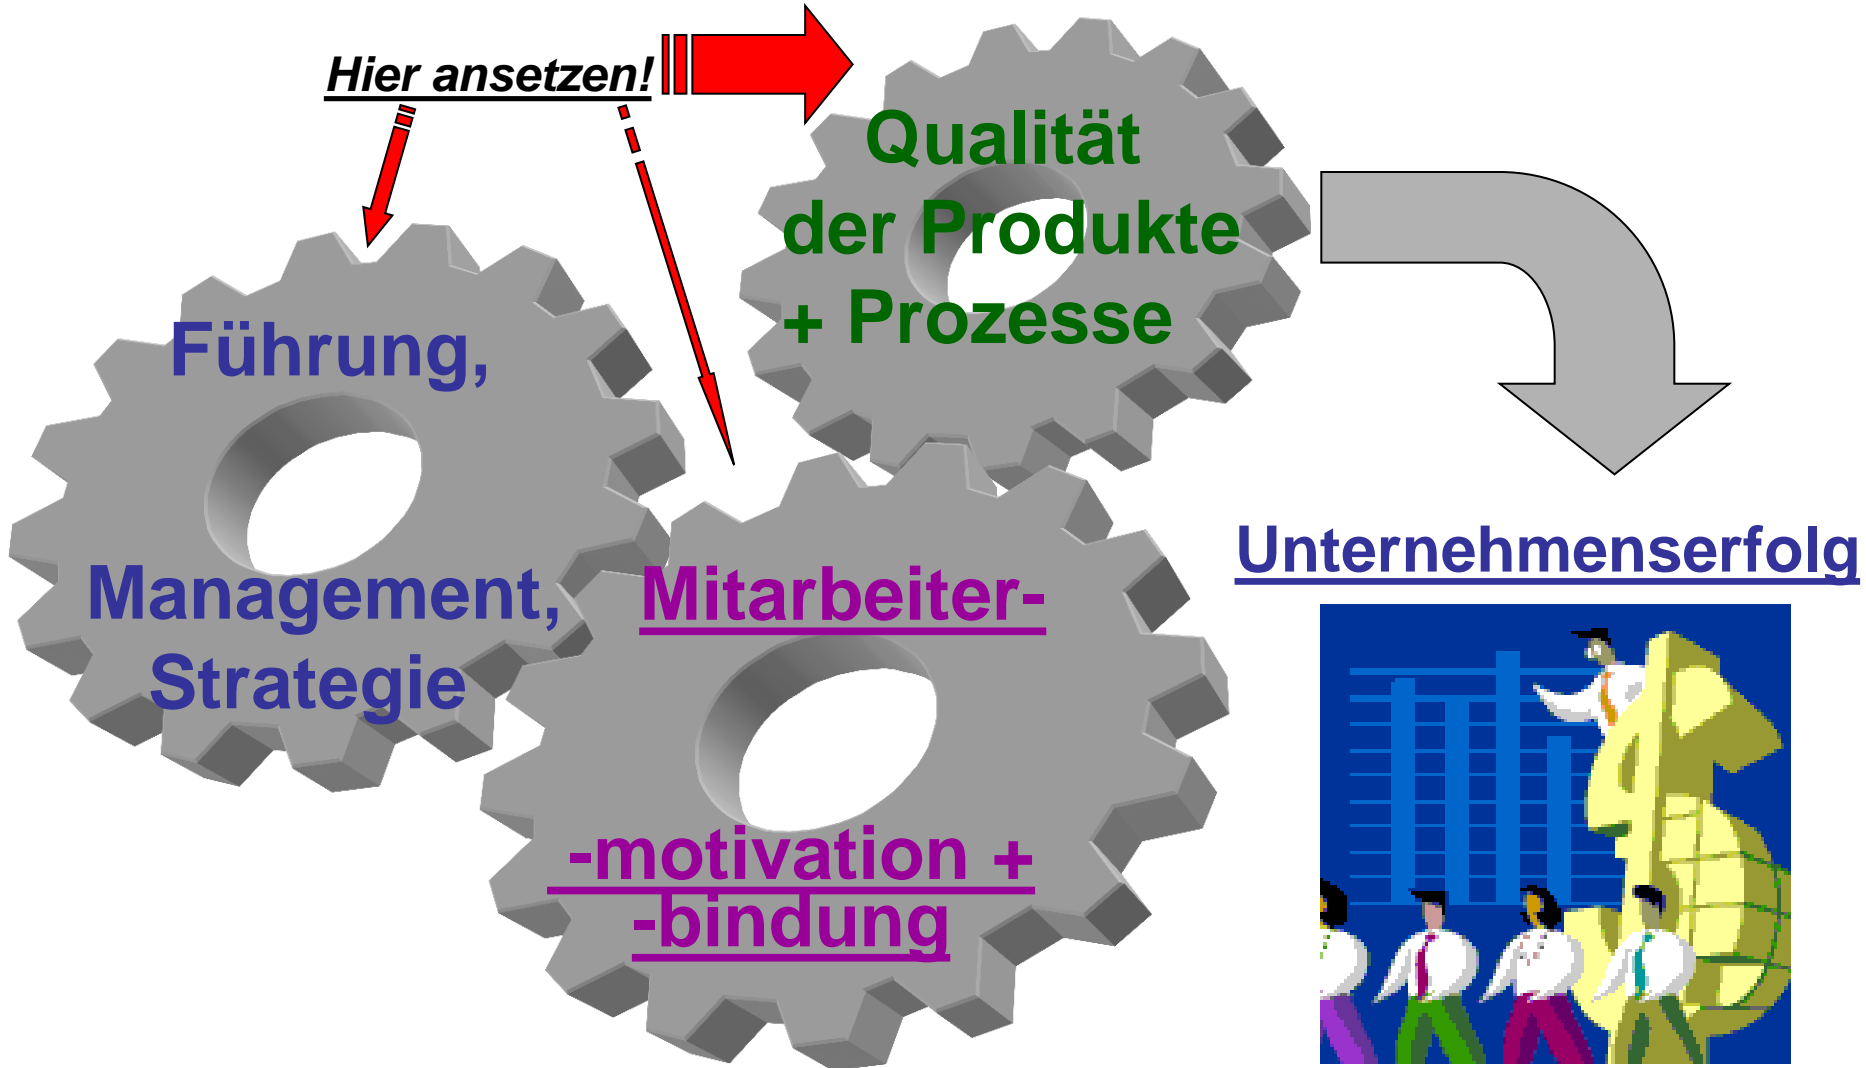 Hier ansetzen!
Qualität
der Produkte
+ Prozesse
Führung,
Management,
Strategie
Mitarbeiter-
-motivation +
-bindung
Unternehmenserfolg